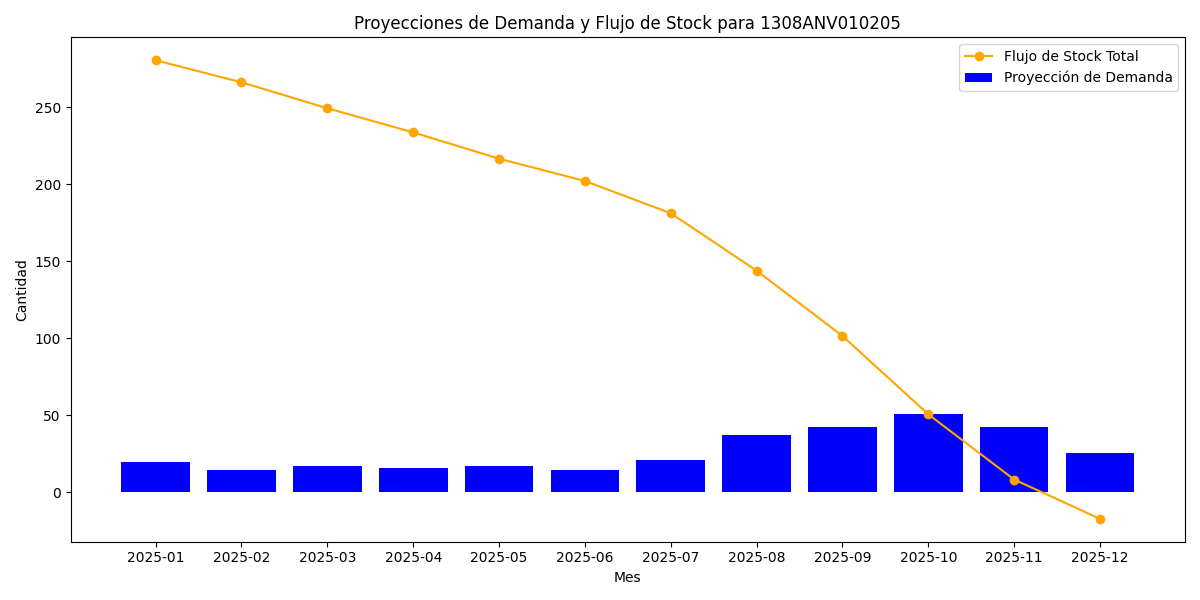 Proyecciones de Demanda y Flujo de Stock para 1308ANV010205
Flujo de Stock Total
Proyección de Demanda
Cantidad
250
200
150
100
50
0
2025-01 2025-02 2025-03 2025-04 2025-05 2025-06 2025-07 2025-08 2025-09 2025-10 2025-11 2025-12
Mes